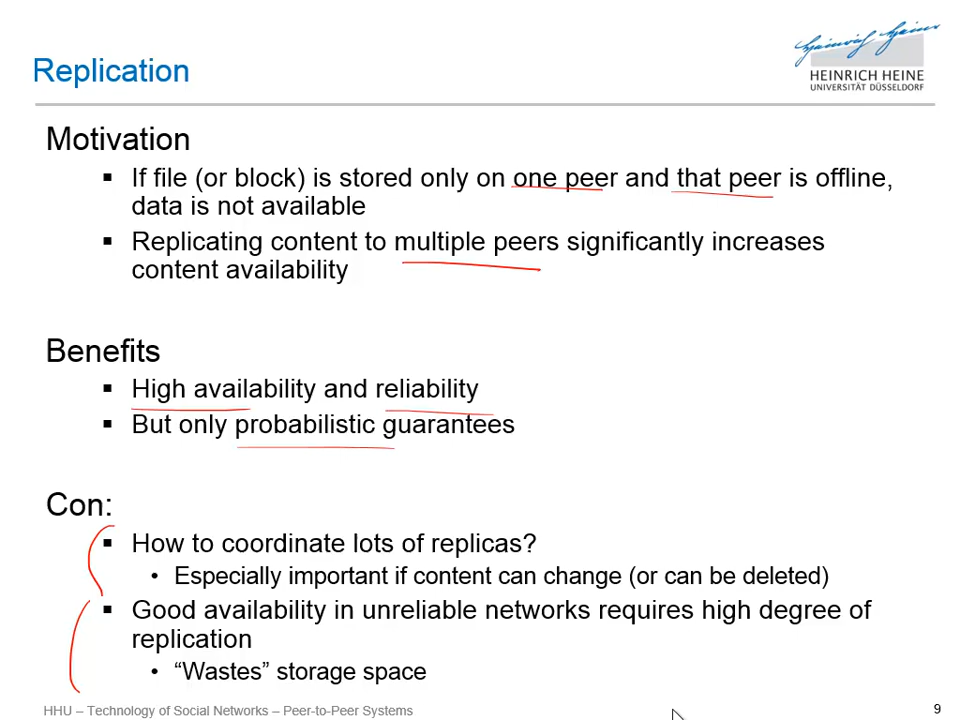 Replication
Heinrich Heine
HEINRICH HEINE
UNIVERSITÄT DÜSSELDORF
Motivation
▪ If file (or block) is stored only on one peer and that peer is offline,
data is not available
▪ Replicating content to multiple peers significantly increases
content availability
Benefits
▪ High availability and reliability
▪ But only probabilistic guarantees
Con:
▪ How to coordinate lots of replicas?
• Especially important if content can change (or can be deleted)
▪ Good availability in unreliable networks requires high degree of
replication
• “Wastes” storage space
HHU – Technology of Social Networks – Peer-to-Peer Systems
9